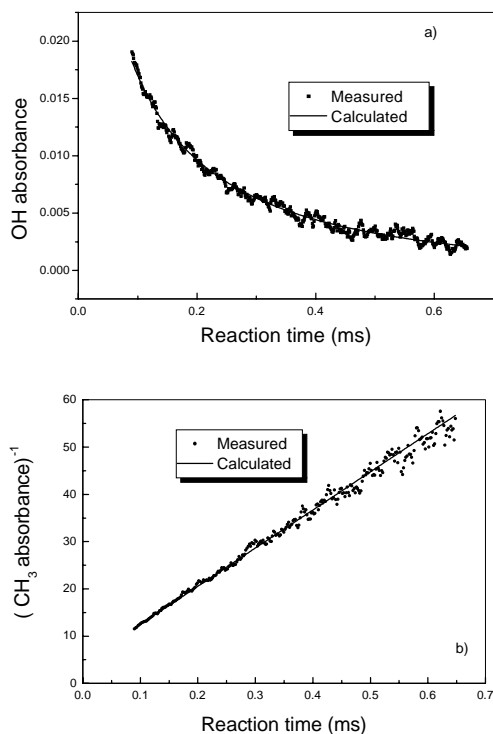 a)
0.020
0.015
0.010
0.005
0.000
OH absorbance
Measured
Calculated
0.0 0.2 0.4 0.6
Reaction time (ms)
60
50
40
30
20
10
0
(CH₃ absorbance)⁻¹
Measured
Calculated
b)
0.0 0.1 0.2 0.3 0.4 0.5 0.6 0.7
Reaction time (ms)